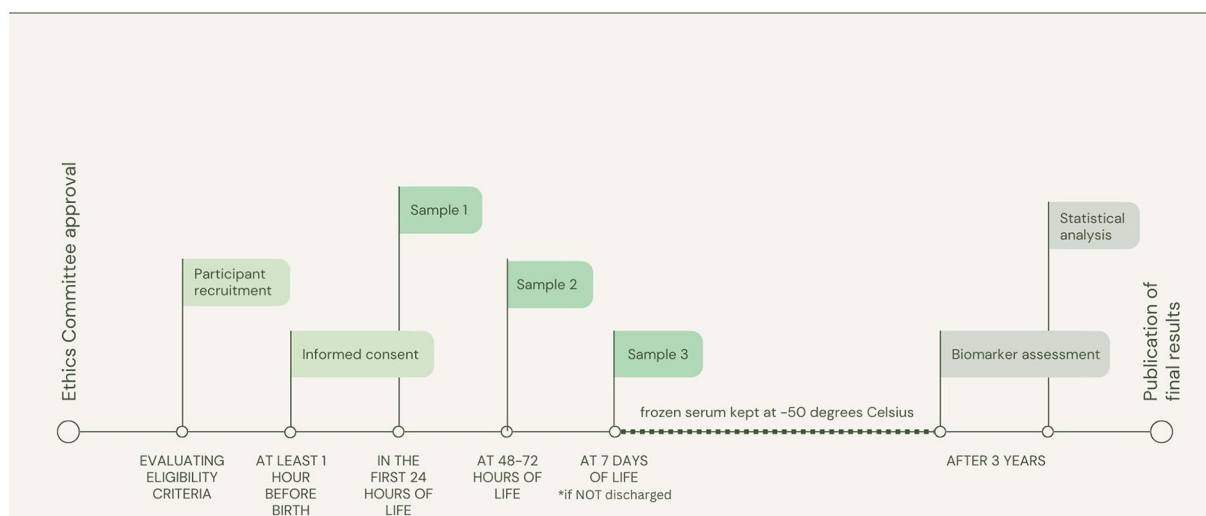 Ethics Committee approval
Participant
recruitment
Informed consent
Sample 1
Sample 2
Sample 3
frozen serum kept at -50 degrees Celsius
Biomarker assessment
Statistical
analysis
Publication of
final results
EVALUATING
ELIGIBILITY
CRITERIA
AT LEAST 1
HOUR
BEFORE
BIRTH
IN THE
FIRST 24
HOURS OF
LIFE
AT 48-72
HOURS OF
LIFE
AT 7 DAYS
OF LIFE
*if NOT discharged
AFTER 3 YEARS